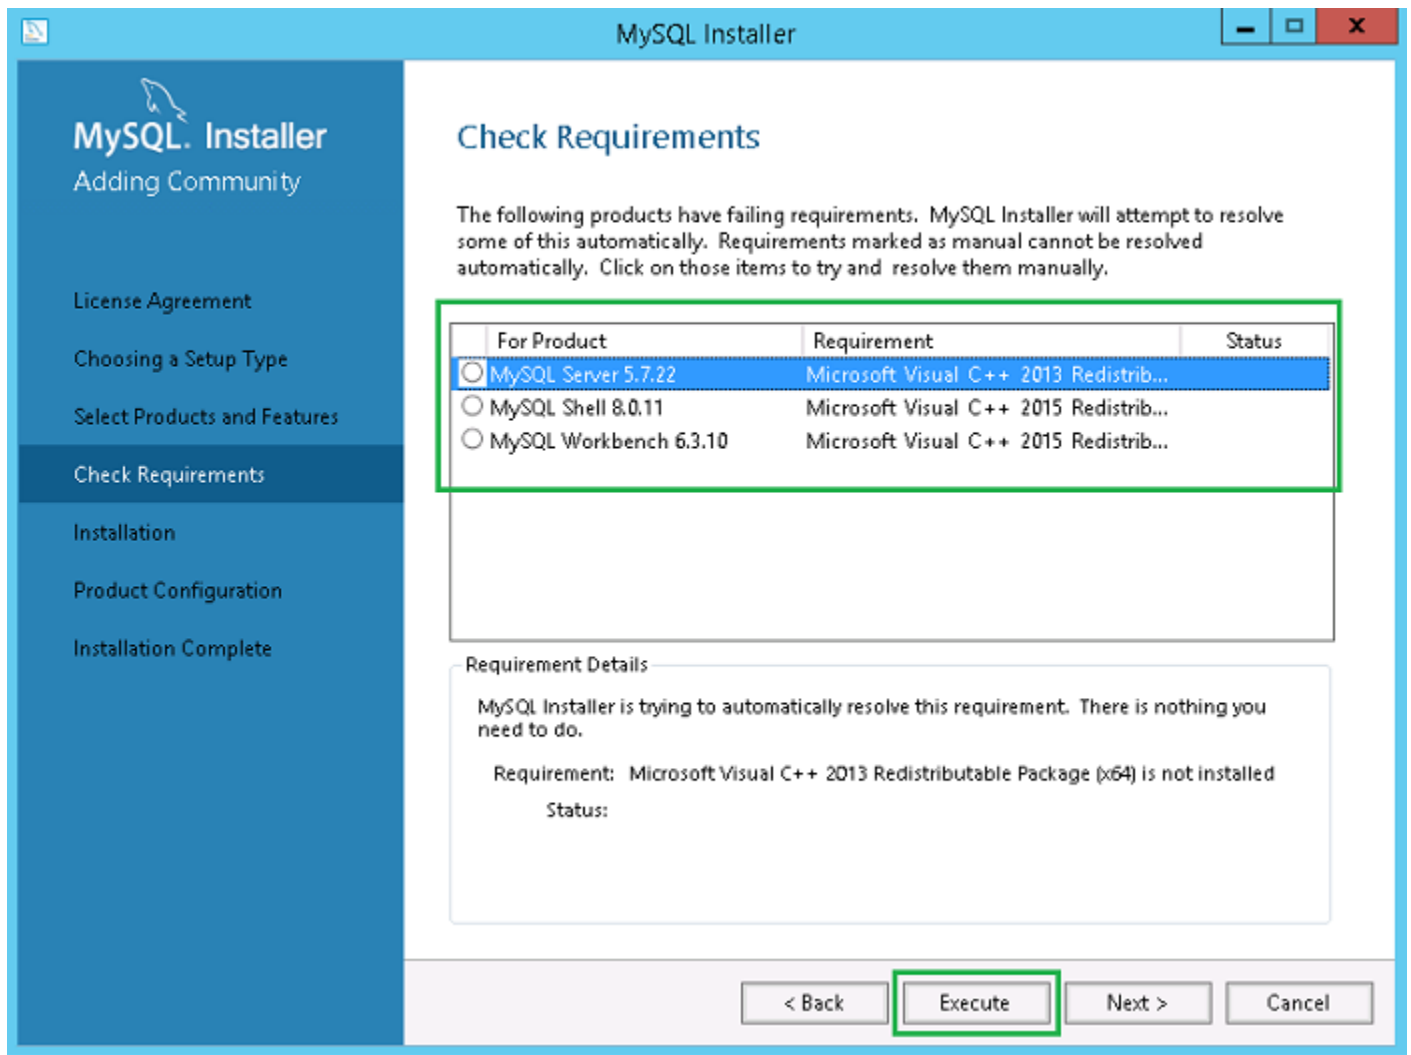 MySQL Installer
MySQL. Installer
Adding Community
License Agreement
Choosing a Setup Type
Select Products and Features
Check Requirements
Installation
Product Configuration
Installation Complete
Check Requirements
The following products have failing requirements. MySQL Installer will attempt to resolve
some of this automatically. Requirements marked as manual cannot be resolved
automatically. Click on those items to try and resolve them manually.
For Product Requirement Status
MySQL Server 5.7.22 Microsoft Visual C++ 2013 Redistrib...
MySQL Shell 8.0.11 Microsoft Visual C++ 2015 Redistrib...
MySQL Workbench 6.3.10 Microsoft Visual C++ 2015 Redistrib...
Requirement Details
MySQL Installer is trying to automatically resolve this requirement. There is nothing you
need to do.
Requirement: Microsoft Visual C++ 2013 Redistributable Package (x64) is not installed
Status:
< Back Execute Next > Cancel